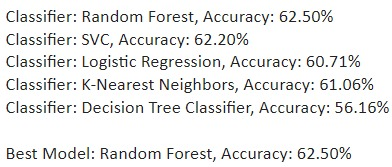 Classifier: Random Forest, Accuracy: 62.50%
Classifier: SVC, Accuracy: 62.20%
Classifier: Logistic Regression, Accuracy: 60.71%
Classifier: K-Nearest Neighbors, Accuracy: 61.06%
Classifier: Decision Tree Classifier, Accuracy: 56.16%
Best Model: Random Forest, Accuracy: 62.50%